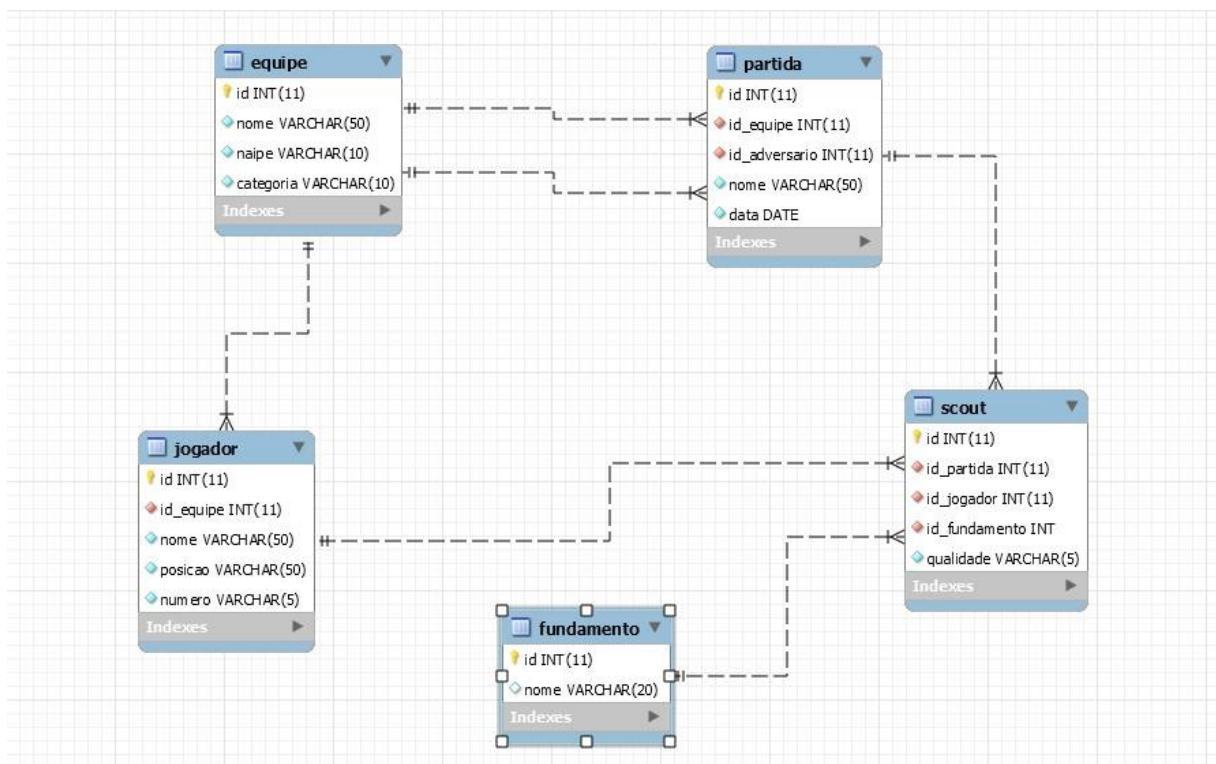 equipe
id INT(11)
nome VARCHAR(50)
naipe VARCHAR(10)
categoria VARCHAR(10)
Indexes
partida
id INT(11)
id_equipe INT(11)
id_adversario INT(11)
nome VARCHAR(50)
data DATE
Indexes
jogador
id INT(11)
id_equipe INT(11)
nome VARCHAR(50)
posicao VARCHAR(50)
numero VARCHAR(5)
Indexes
scout
id INT(11)
id_partida INT(11)
id_jogador INT(11)
id_fundamento INT
qualidade VARCHAR(5)
Indexes
fundamento
id INT(11)
nome VARCHAR(20)
Indexes